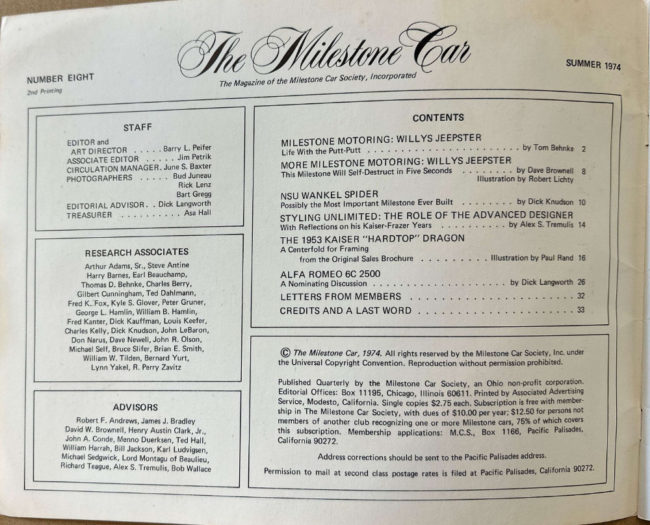 The Milestone Car
The Magazine of the Milestone Car Society, Incorporated
NUMBER EIGHT
2nd Printing
SUMMER 1974
STAFF
EDITOR and
ART DIRECTOR . . . . . Barry L. Peifer
ASSOCIATE EDITOR . . . . . Jim Petrik
CIRCULATION MANAGER. June S. Baxter
PHOTOGRAPHERS . . . . . Bud Juneau
Rick Lenz
Bart Gregg
EDITORIAL ADVISOR. . Dick Langworth
TREASURER . . . . . . . . . . Asa Hall
RESEARCH ASSOCIATES
Arthur Adams, Sr., Steve Antine
Harry Barnes, Earl Beauchamp,
Thomas D. Behnke, Charles Berry,
Gilbert Cunningham, Ted Dahlmann,
Fred K. Fox, Kyle S. Glover, Peter Gruner,
George L. Hamlin, William B. Hamlin,
Fred Kanter, Dick Kauffman, Louis Keefer,
Charles Kelly, Dick Knudson, John LeBaron,
Don Narus, Dave Newell, John R. Olson,
Michael Self, Bruce Slifer, Brian E. Smith,
William W. Tilden, Bernard Yurt,
Lynn Yakel, R. Perry Zavitz
ADVISORS
Robert F. Andrews, James J. Bradley
David W. Brownell, Henry Austin Clark, Jr.,
John A. Conde, Menno Duerksen, Ted Hall,
William Harrah, Bill Jackson, Karl Ludvigsen,
Michael Sedgwick, Lord Montagu of Beaulieu,
Richard Teague, Alex S. Tremulis, Bob Wallace
CONTENTS
MILESTONE MOTORING: WILLYS JEEPSTER
Life With the Putt-Putt . . . . . . . . . . . . . . . . . . . . . . by Tom Behnke 2
MORE MILESTONE MOTORING: WILLYS JEEPSTER
This Milestone Will Self-Destruct in Five Seconds . . . . . . . . by Dave Brownell 8
Illustration by Robert Lichty
NSU WANKEL SPIDER
Possibly the Most Important Milestone Ever Built . . . . . . . . . by Dick Knudson 10
STYLING UNLIMITED: THE ROLE OF THE ADVANCED DESIGNER
With Reflections on his Kaiser-Frazer Years . . . . . . . . . . . by Alex S. Tremulis 14
THE 1953 KAISER "HARDTOP" DRAGON
A Centerfold for Framing
from the Original Sales Brochure . . . . . . . . . . Illustration by Paul Rand 16
ALFA ROMEO 6C 2500
A Nominating Discussion . . . . . . . . . . . . . . . . . . . by Dick Langworth 26
LETTERS FROM MEMBERS . . . . . . . . . . . . . . . . . . . . . 32
CREDITS AND A LAST WORD . . . . . . . . . . . . . . . . . . . . 33
© The Milestone Car, 1974. All rights reserved by the Milestone Car Society, Inc. under
the Universal Copyright Convention. Reproduction without permission prohibited.
Published Quarterly by the Milestone Car Society, an Ohio non-profit corporation.
Editorial Offices: Box 11195, Chicago, Illinois 60611. Printed by Associated Advertising
Service, Modesto, California. Single copies $2.75 each. Subscription is free with member-
ship in The Milestone Car Society, with dues of $10.00 per year; $12.50 for persons not
members of another club recognizing one or more Milestone cars, 75% of which covers
this subscription. Membership applications: M.C.S., Box 1166, Pacific Palisades,
California 90272.
Address corrections should be sent to the Pacific Palisades address.
Permission to mail at second class postage rates is filed at Pacific Palisades, California 90272.